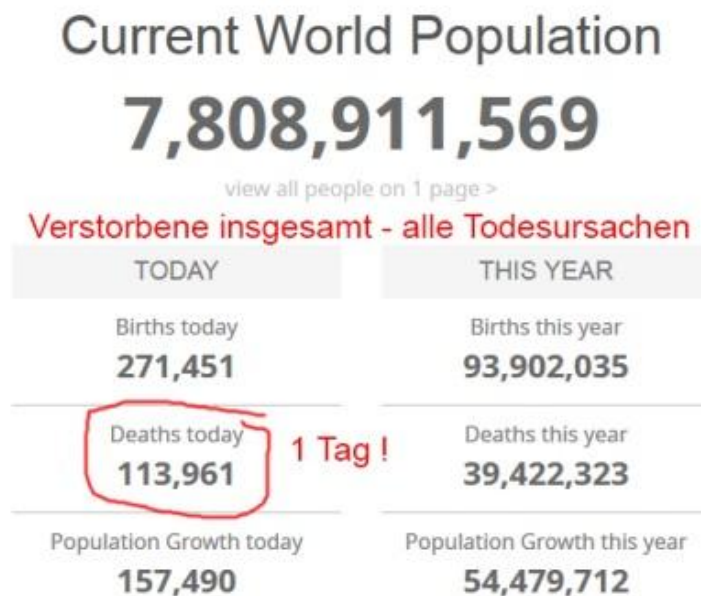 Current World Population
7,808,911,569
view all people on 1 page >
Verstorbene insgesamt - alle Todesursachen
TODAY
THIS YEAR
Births today
271,451
Births this year
93,902,035
Deaths today
113,961
1 Tag !
Deaths this year
39,422,323
Population Growth today
157,490
Population Growth this year
54,479,712